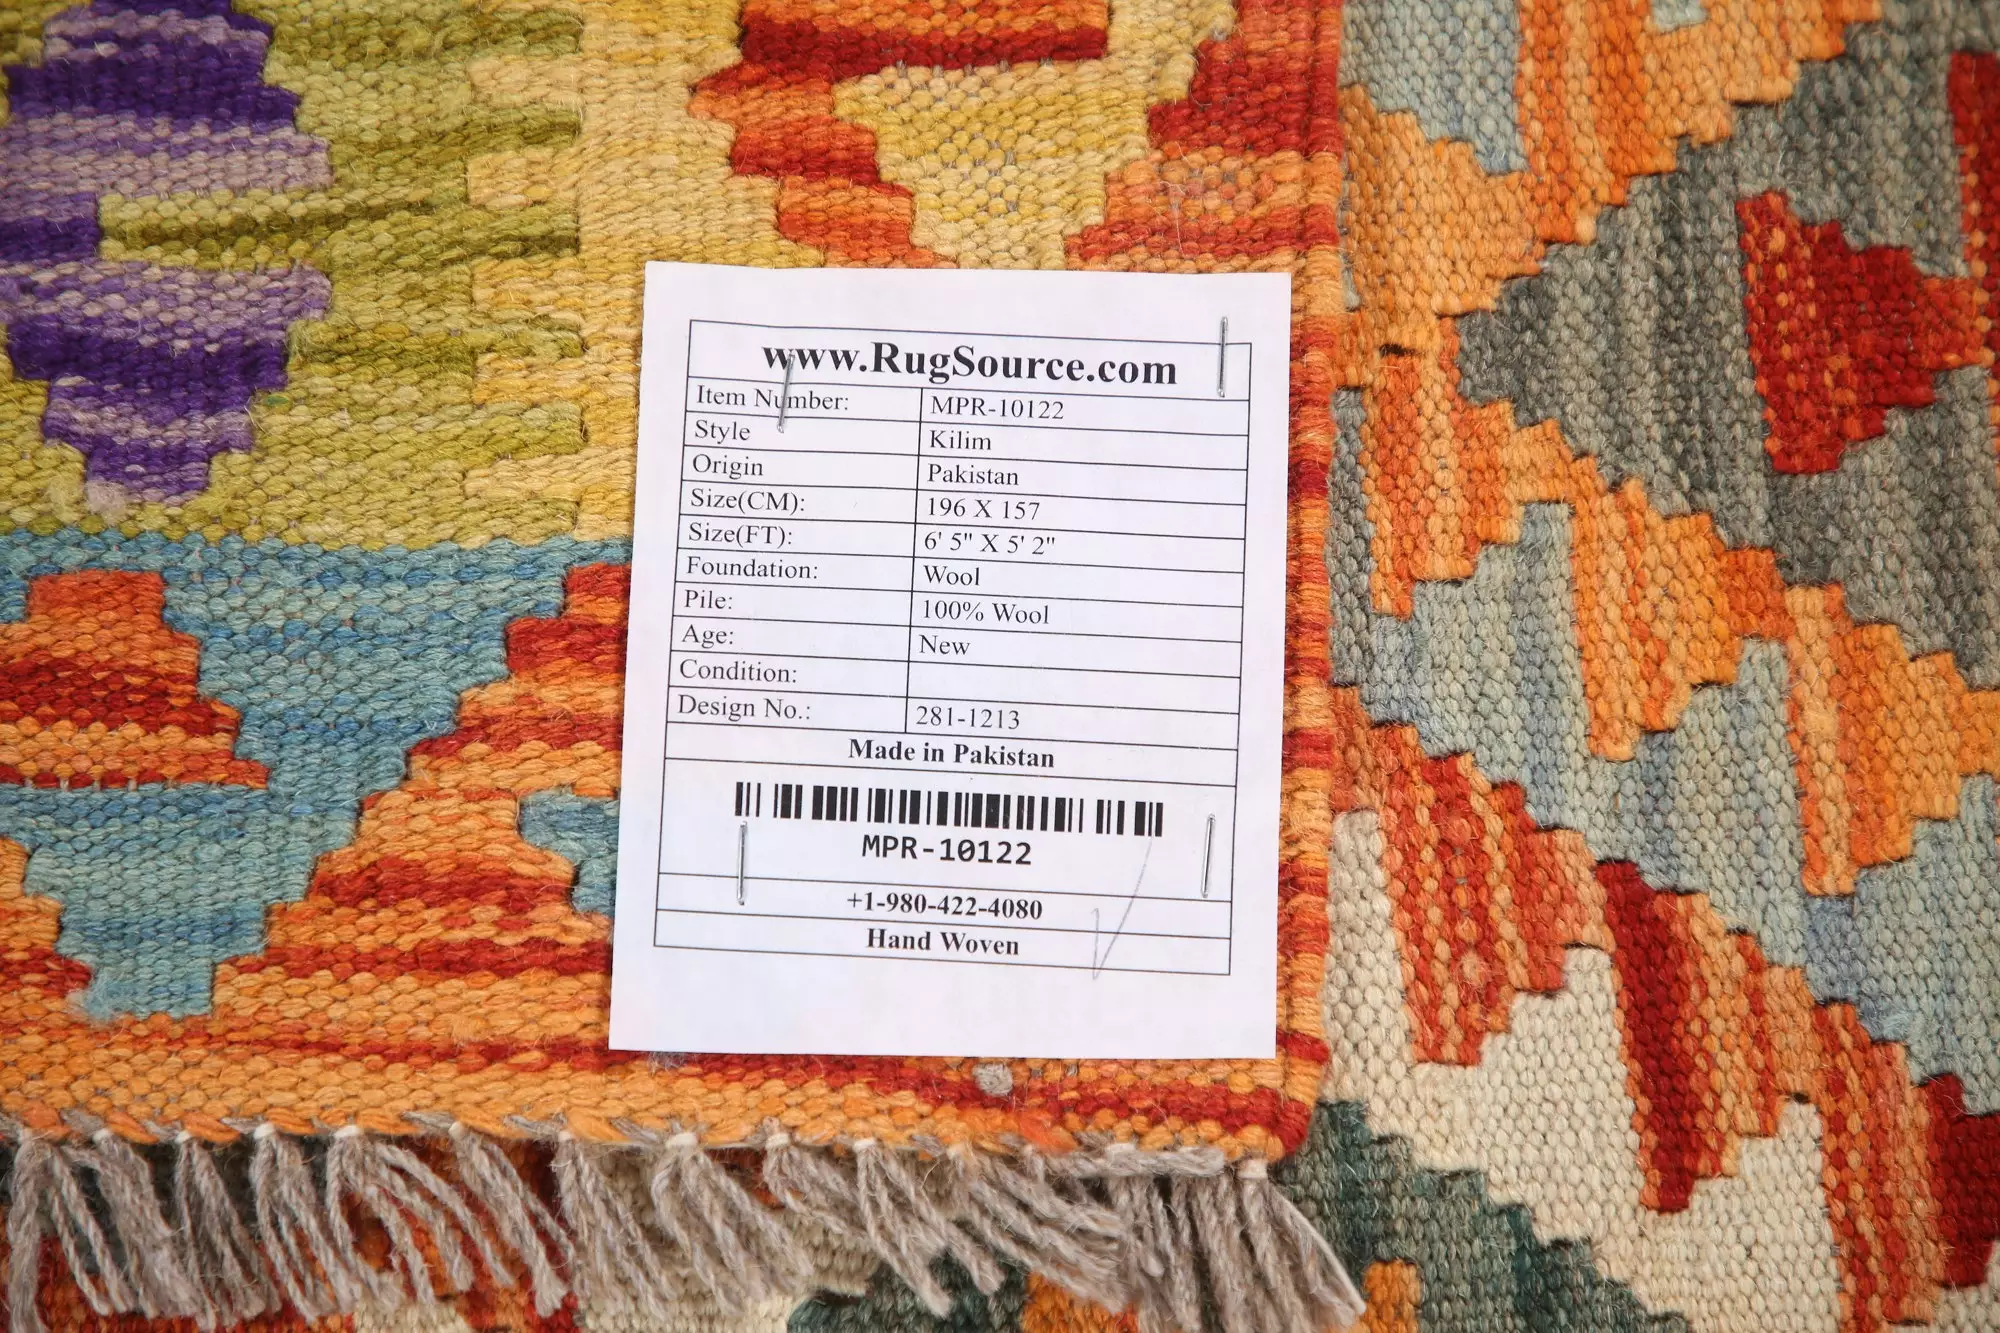 www.RugSource.com
Item Number: MPR-10122
Style Kilim
Origin Pakistan
Size(CM): 196 X 157
Size(FT): 6' 5" X 5' 2"
Foundation: Wool
Pile: 100% Wool
Age: New
Condition:
Design No.: 281-1213
Made in Pakistan
MPR-10122
+1-980-422-4080
Hand Woven